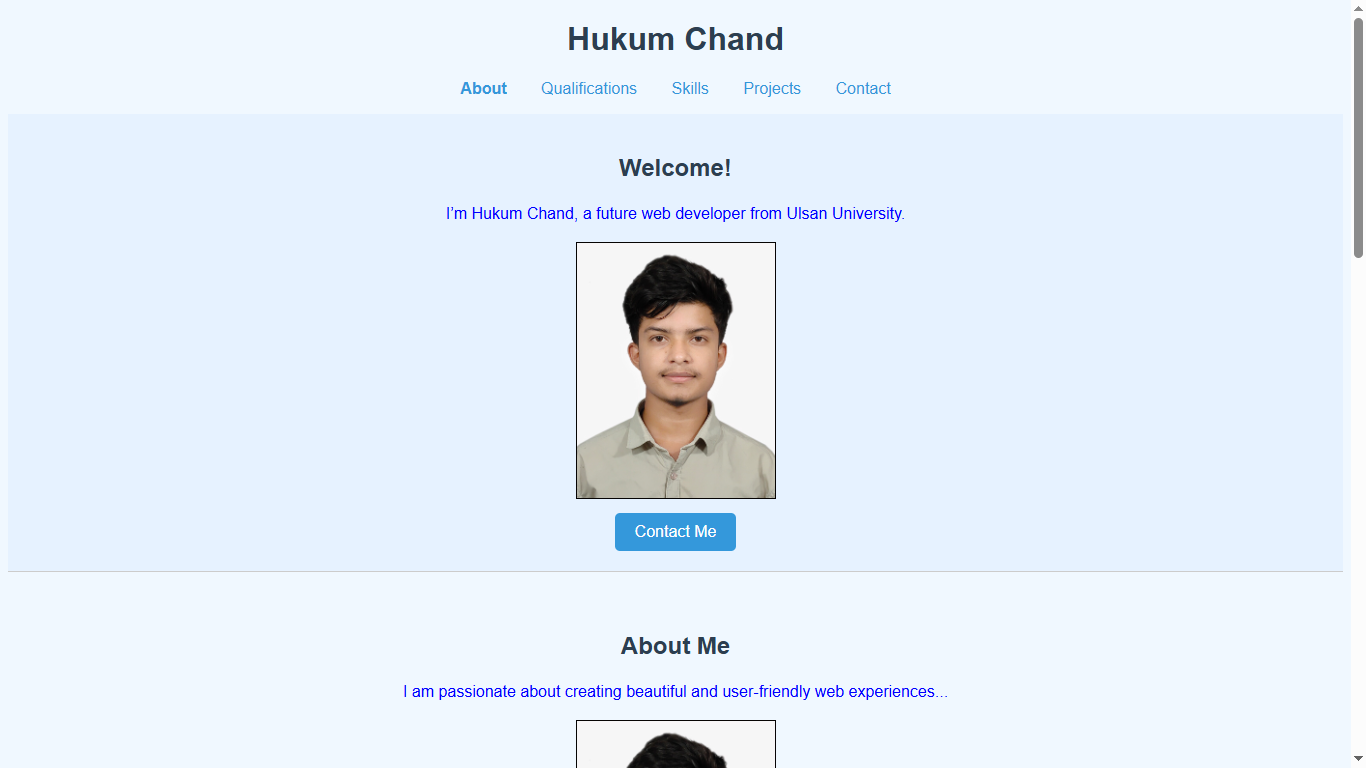 Hukum Chand
About Qualifications Skills Projects Contact
Welcome!
I’m Hukum Chand, a future web developer from Ulsan University.
Contact Me
About Me
I am passionate about creating beautiful and user-friendly web experiences...